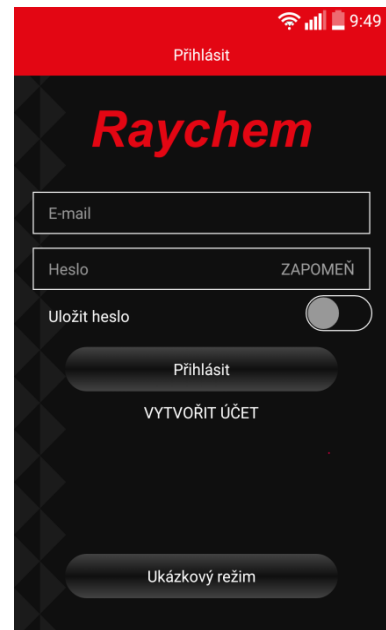 9:49
Přihlásit
Raychem
E-mail
Heslo ZAPOMEŇ
Uložit heslo
Přihlásit
VYTVOŘIT ÚČET
Ukázkový režim